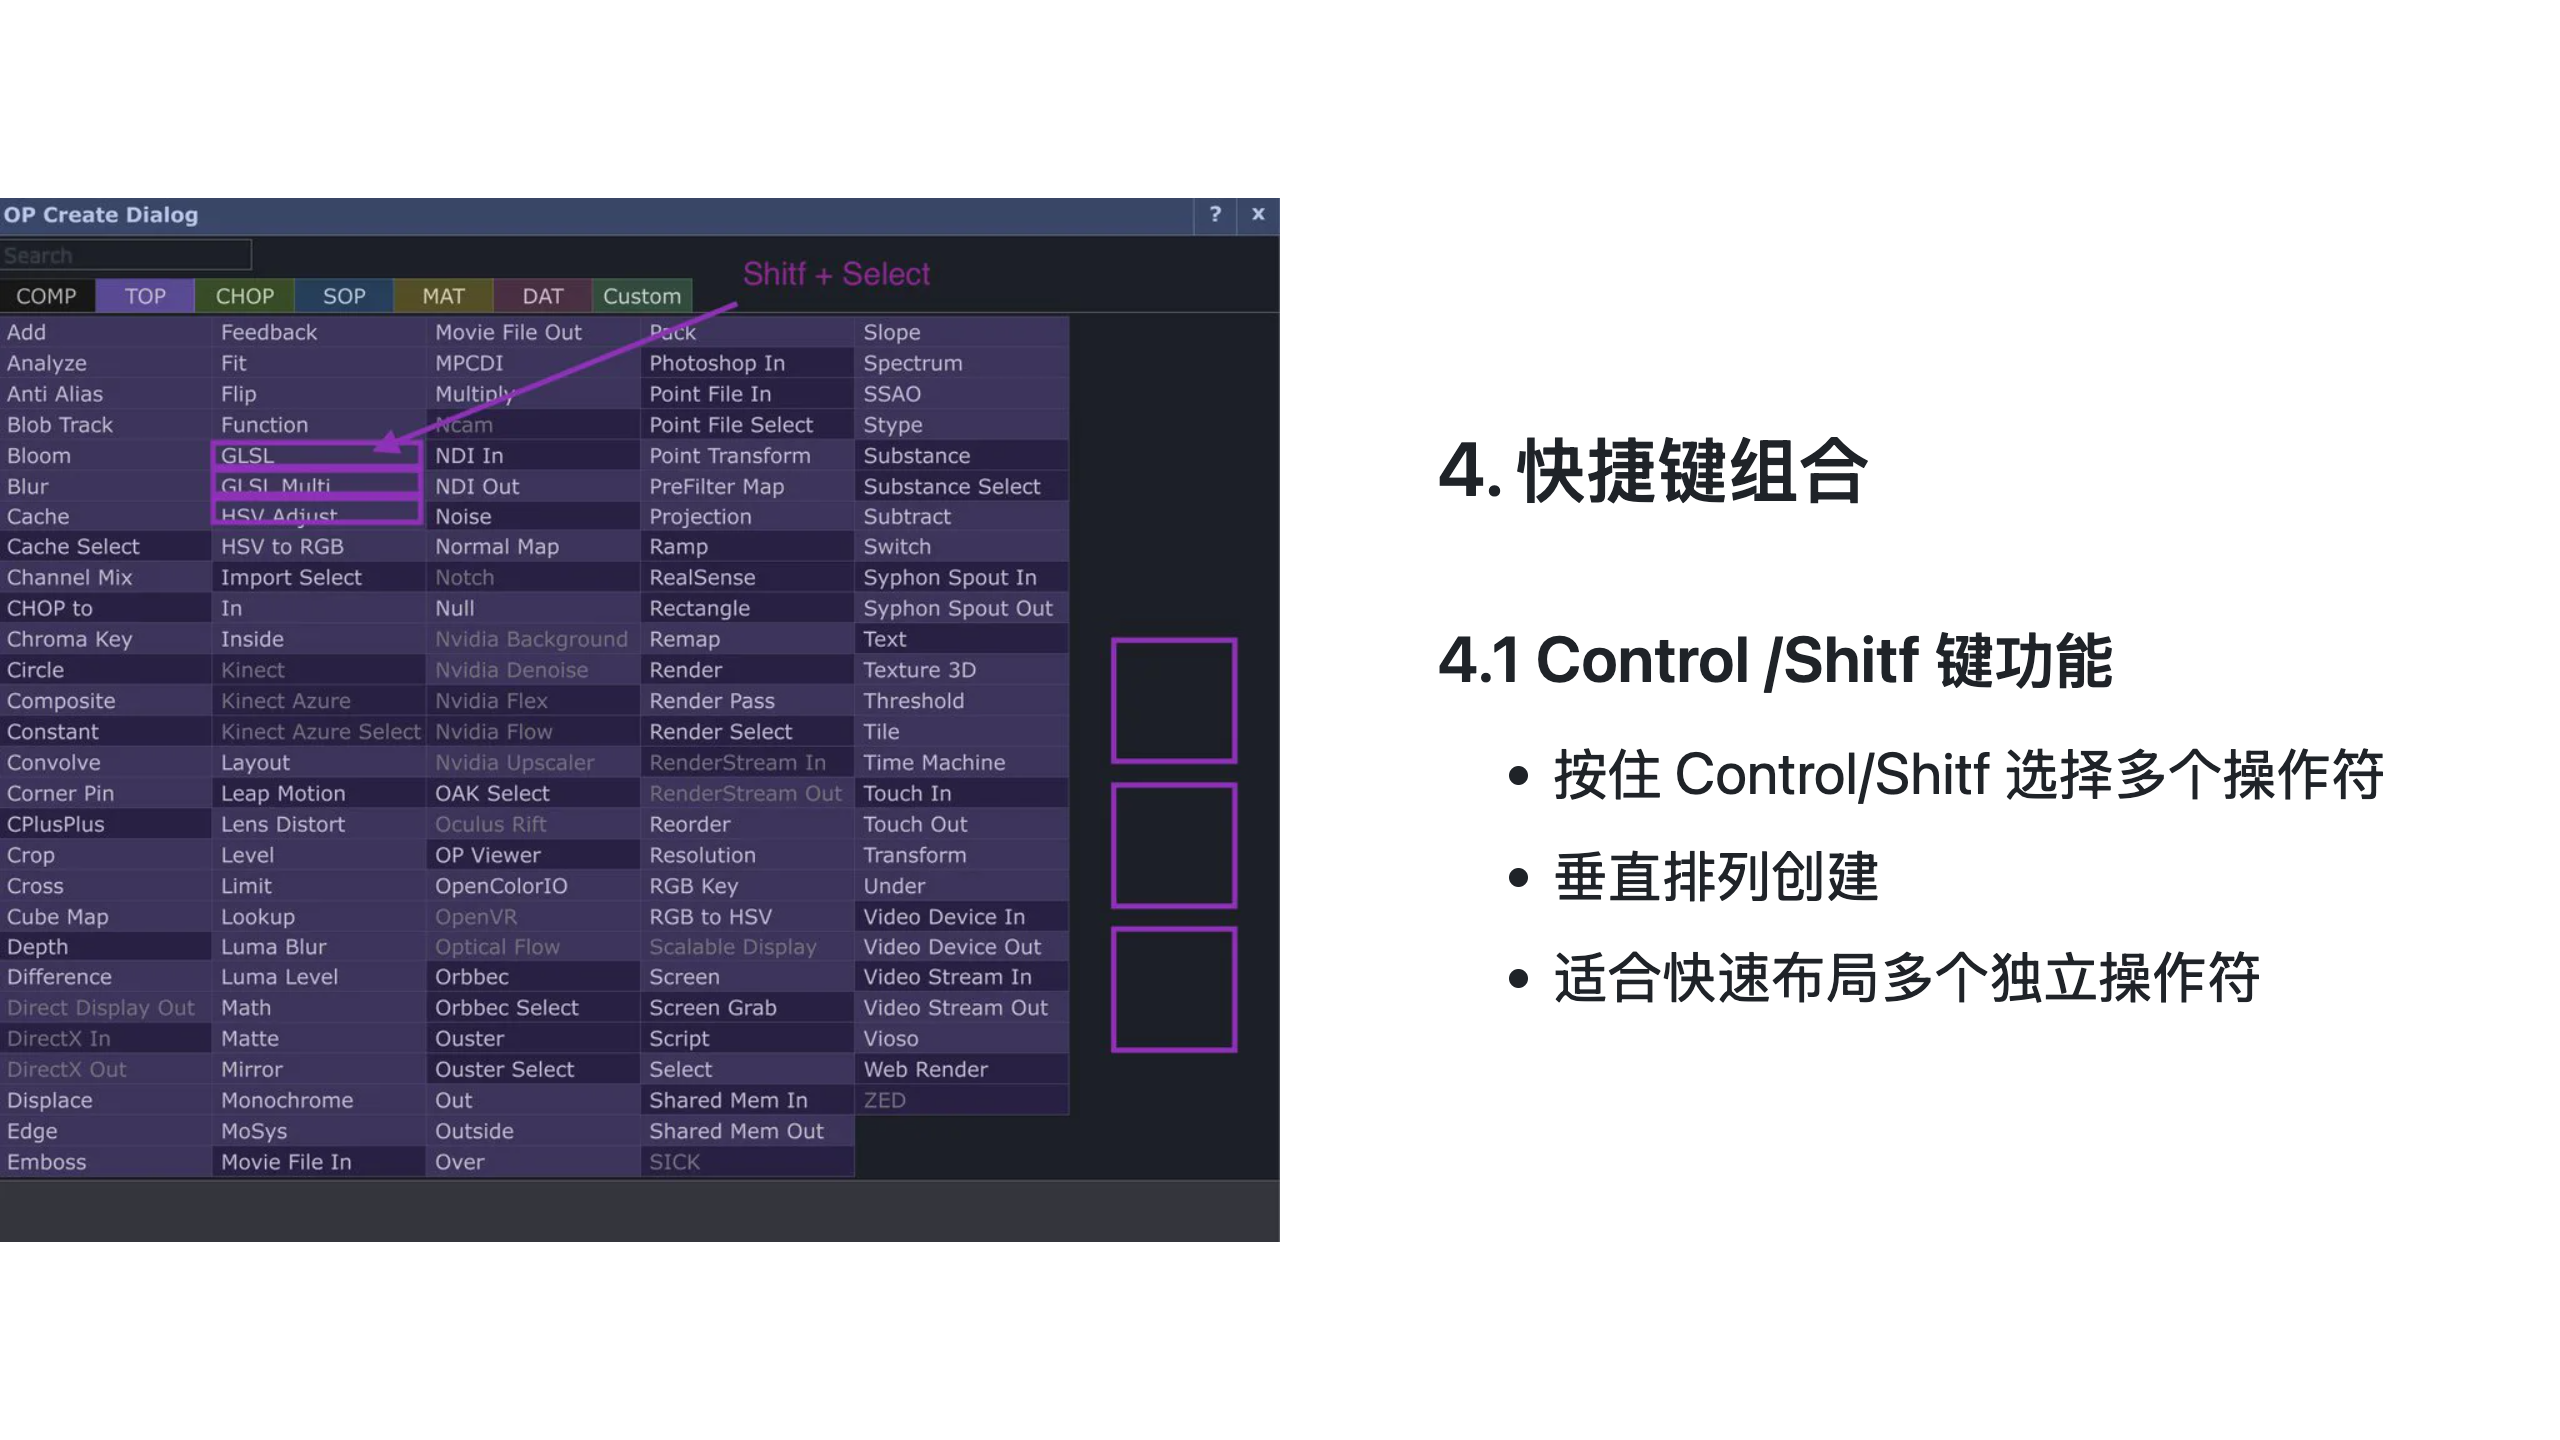 OP Create Dialog
?
x
Search
Shitf + Select
COMP TOP CHOP SOP MAT DAT Custom
Add Feedback Movie File Out Pack Slope
Analyze Fit MPCDI Photoshop In Spectrum
Anti Alias Flip Multiply Point File In SSAO
Blob Track Function Ncam Point File Select Stype
Bloom GLSL NDI In Point Transform Substance
Blur GLSL Multi NDI Out PreFilter Map Substance Select
Cache HSV Adjust Noise Projection Subtract
Cache Select HSV to RGB Normal Map Ramp Switch
Channel Mix Import Select Notch RealSense Syphon Spout In
CHOP to In Null Rectangle Syphon Spout Out
Chroma Key Inside Nvidia Background Remap Text
Circle Kinect Nvidia Denoise Render Texture 3D
Composite Kinect Azure Nvidia Flex Render Pass Threshold
Constant Kinect Azure Select Nvidia Flow Render Select Tile
Convolve Layout Nvidia Upscaler RenderStream In Time Machine
Corner Pin Leap Motion OAK Select RenderStream Out Touch In
CPlusPlus Lens Distort Oculus Rift Reorder Touch Out
Crop Level OP Viewer Resolution Transform
Cross Limit OpenColorIO RGB Key Under
Cube Map Lookup OpenVR RGB to HSV Video Device In
Depth Luma Blur Optical Flow Scalable Display Video Device Out
Difference Luma Level Orbbec Screen Video Stream In
Direct Display Out Math Orbbec Select Screen Grab Video Stream Out
DirectX In Matte Ouster Script Vioso
DirectX Out Mirror Ouster Select Select Web Render
Displace Monochrome Out Shared Mem In ZED
Edge MoSys Outside Shared Mem Out
Emboss Movie File In Over SICK
4. 快捷键组合
4.1 Control /Shitf 键功能
• 按住 Control/Shitf 选择多个操作符
• 垂直排列创建
• 适合快速布局多个独立操作符